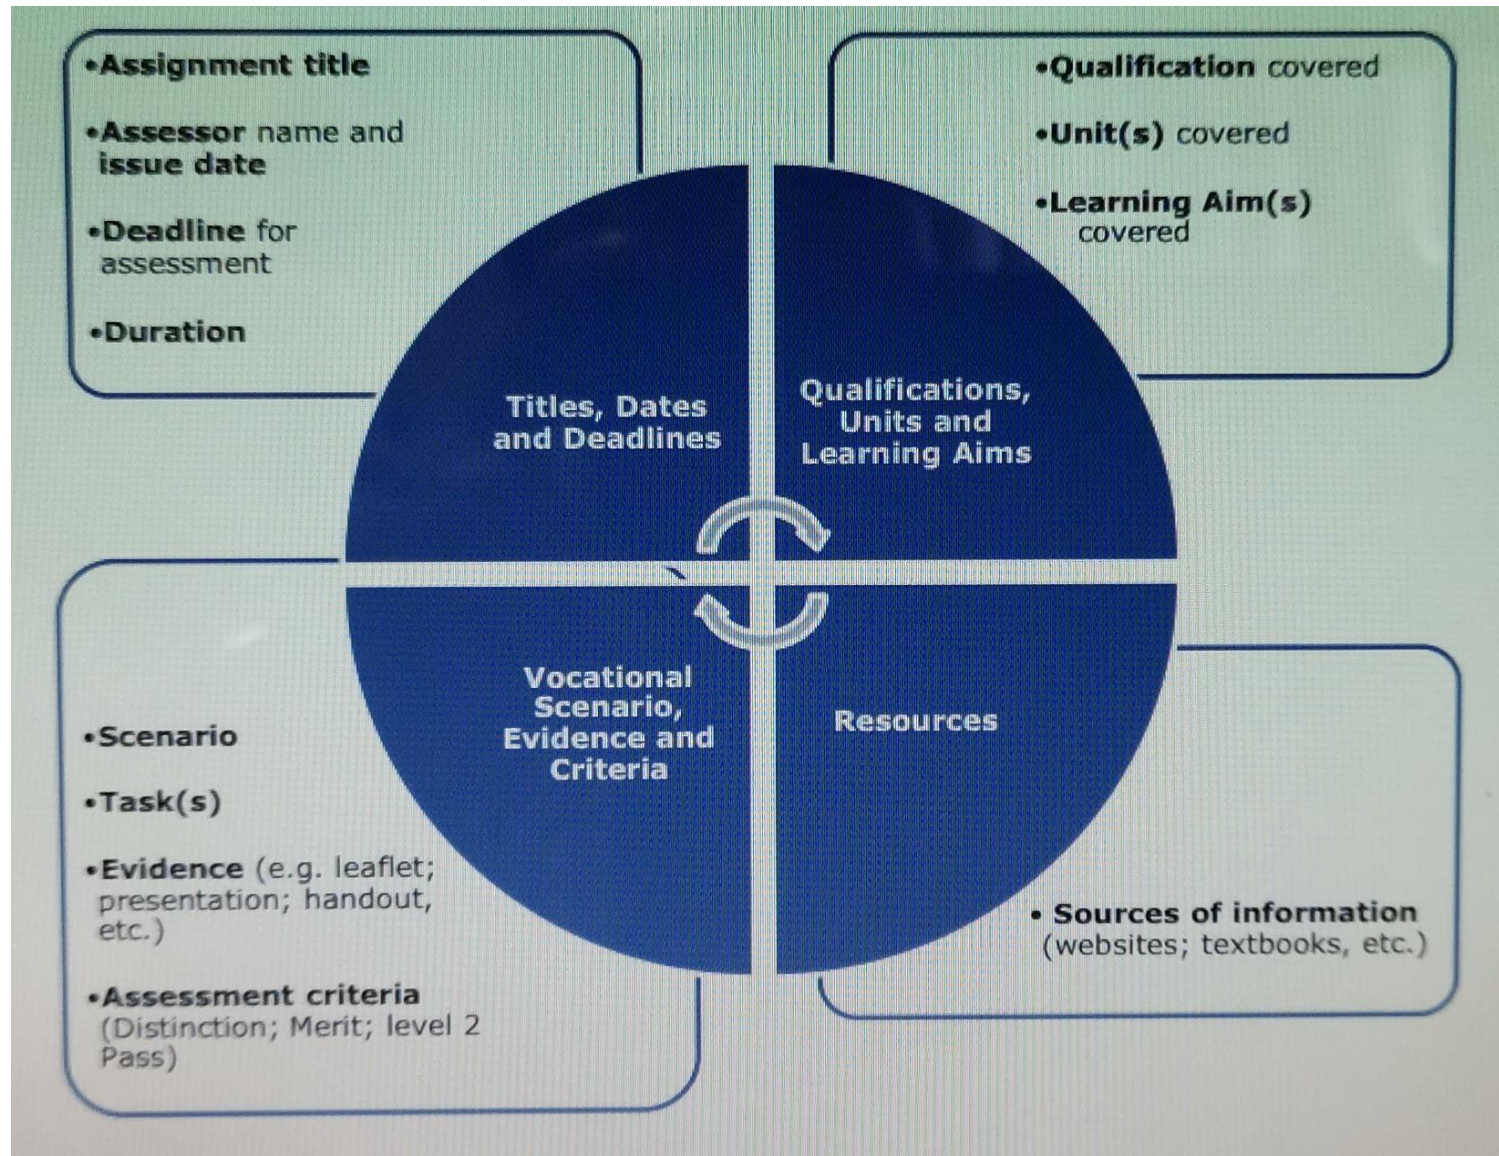 •Assignment title
•Assessor name and
issue date
•Deadline for
assessment
•Duration
Titles, Dates
and Deadlines
•Qualification covered
•Unit(s) covered
•Learning Aim(s)
covered
Qualifications,
Units and
Learning Aims
•Scenario
•Task(s)
•Evidence (e.g. leaflet;
presentation; handout,
etc.)
•Assessment criteria
(Distinction; Merit; level 2
Pass)
Vocational
Scenario,
Evidence and
Criteria
Resources
• Sources of information
(websites; textbooks, etc.)